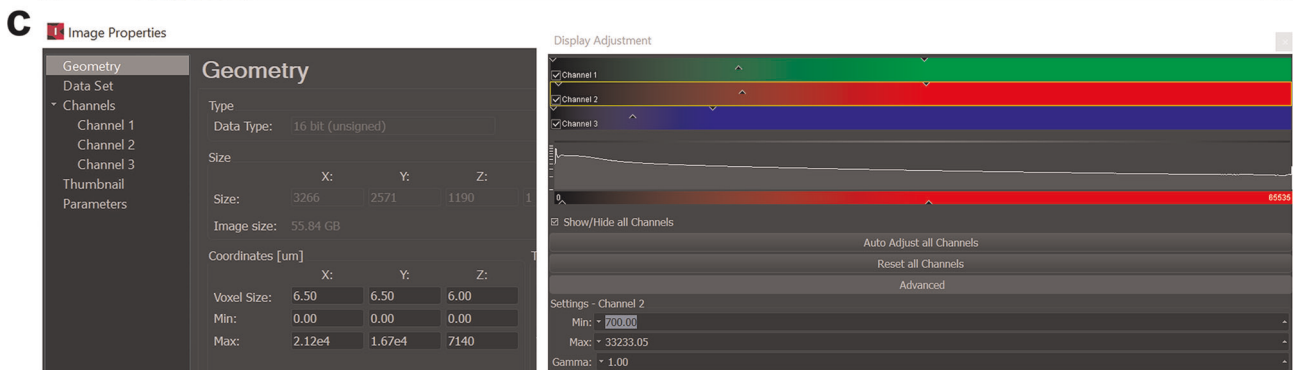 C
Image Properties
Geometry
Data Set
Channels
Channel 1
Channel 2
Channel 3
Thumbnail
Parameters
Geometry
Type
Data Type: 16 bit (unsigned)
Size
X: Y: Z:
Size: 3266 2571 1190 1
Image size: 55.84 GB
Coordinates [um]
X: Y: Z:
Voxel Size: 6.50 6.50 6.00
Min: 0.00 0.00 0.00
Max: 2.12e4 1.67e4 7140
Display Adjustment
Channel 1
Channel 2
Channel 3
0 65535
Show/Hide all Channels
Auto Adjust all Channels
Reset all Channels
Advanced
Settings - Channel 2
Min: 700.00
Max: 33233.05
Gamma: 1.00